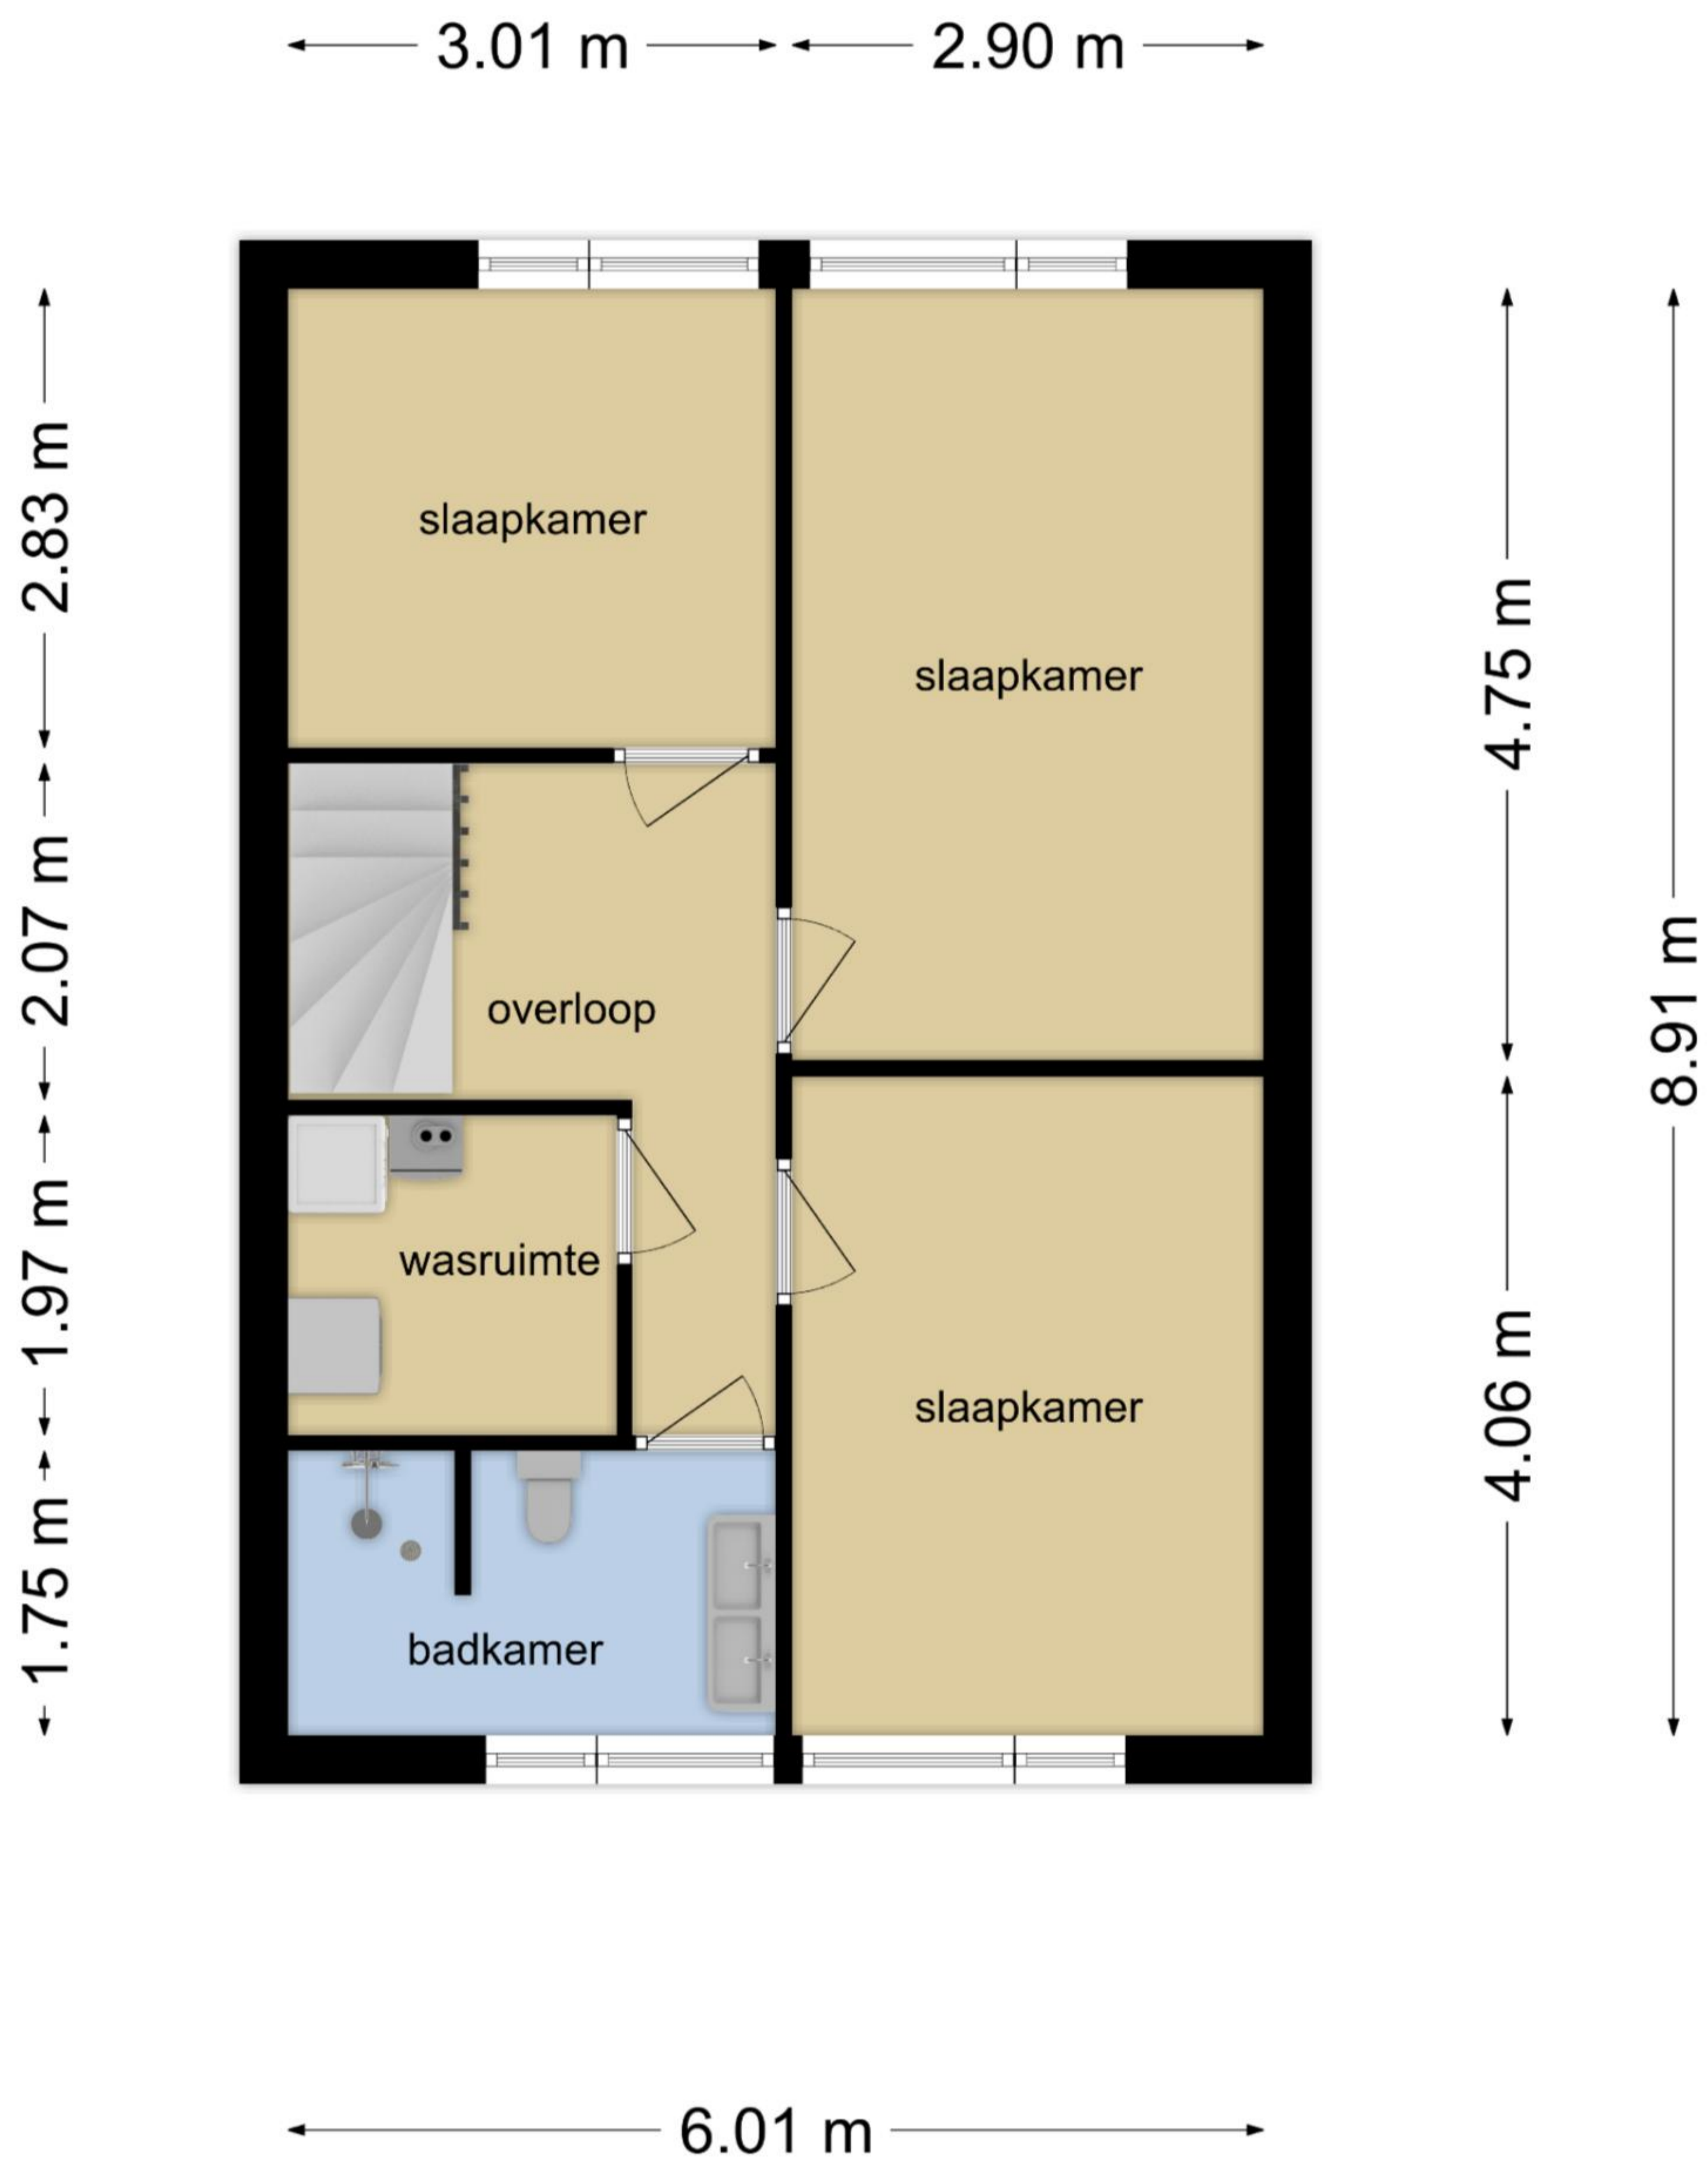 3.01 m
2.90 m
2.83 m
2.07 m
1.97 m
1.75 m
slaapkamer
slaapkamer
overloop
wasruimte
slaapkamer
badkamer
4.75 m
4.06 m
8.91 m
6.01 m